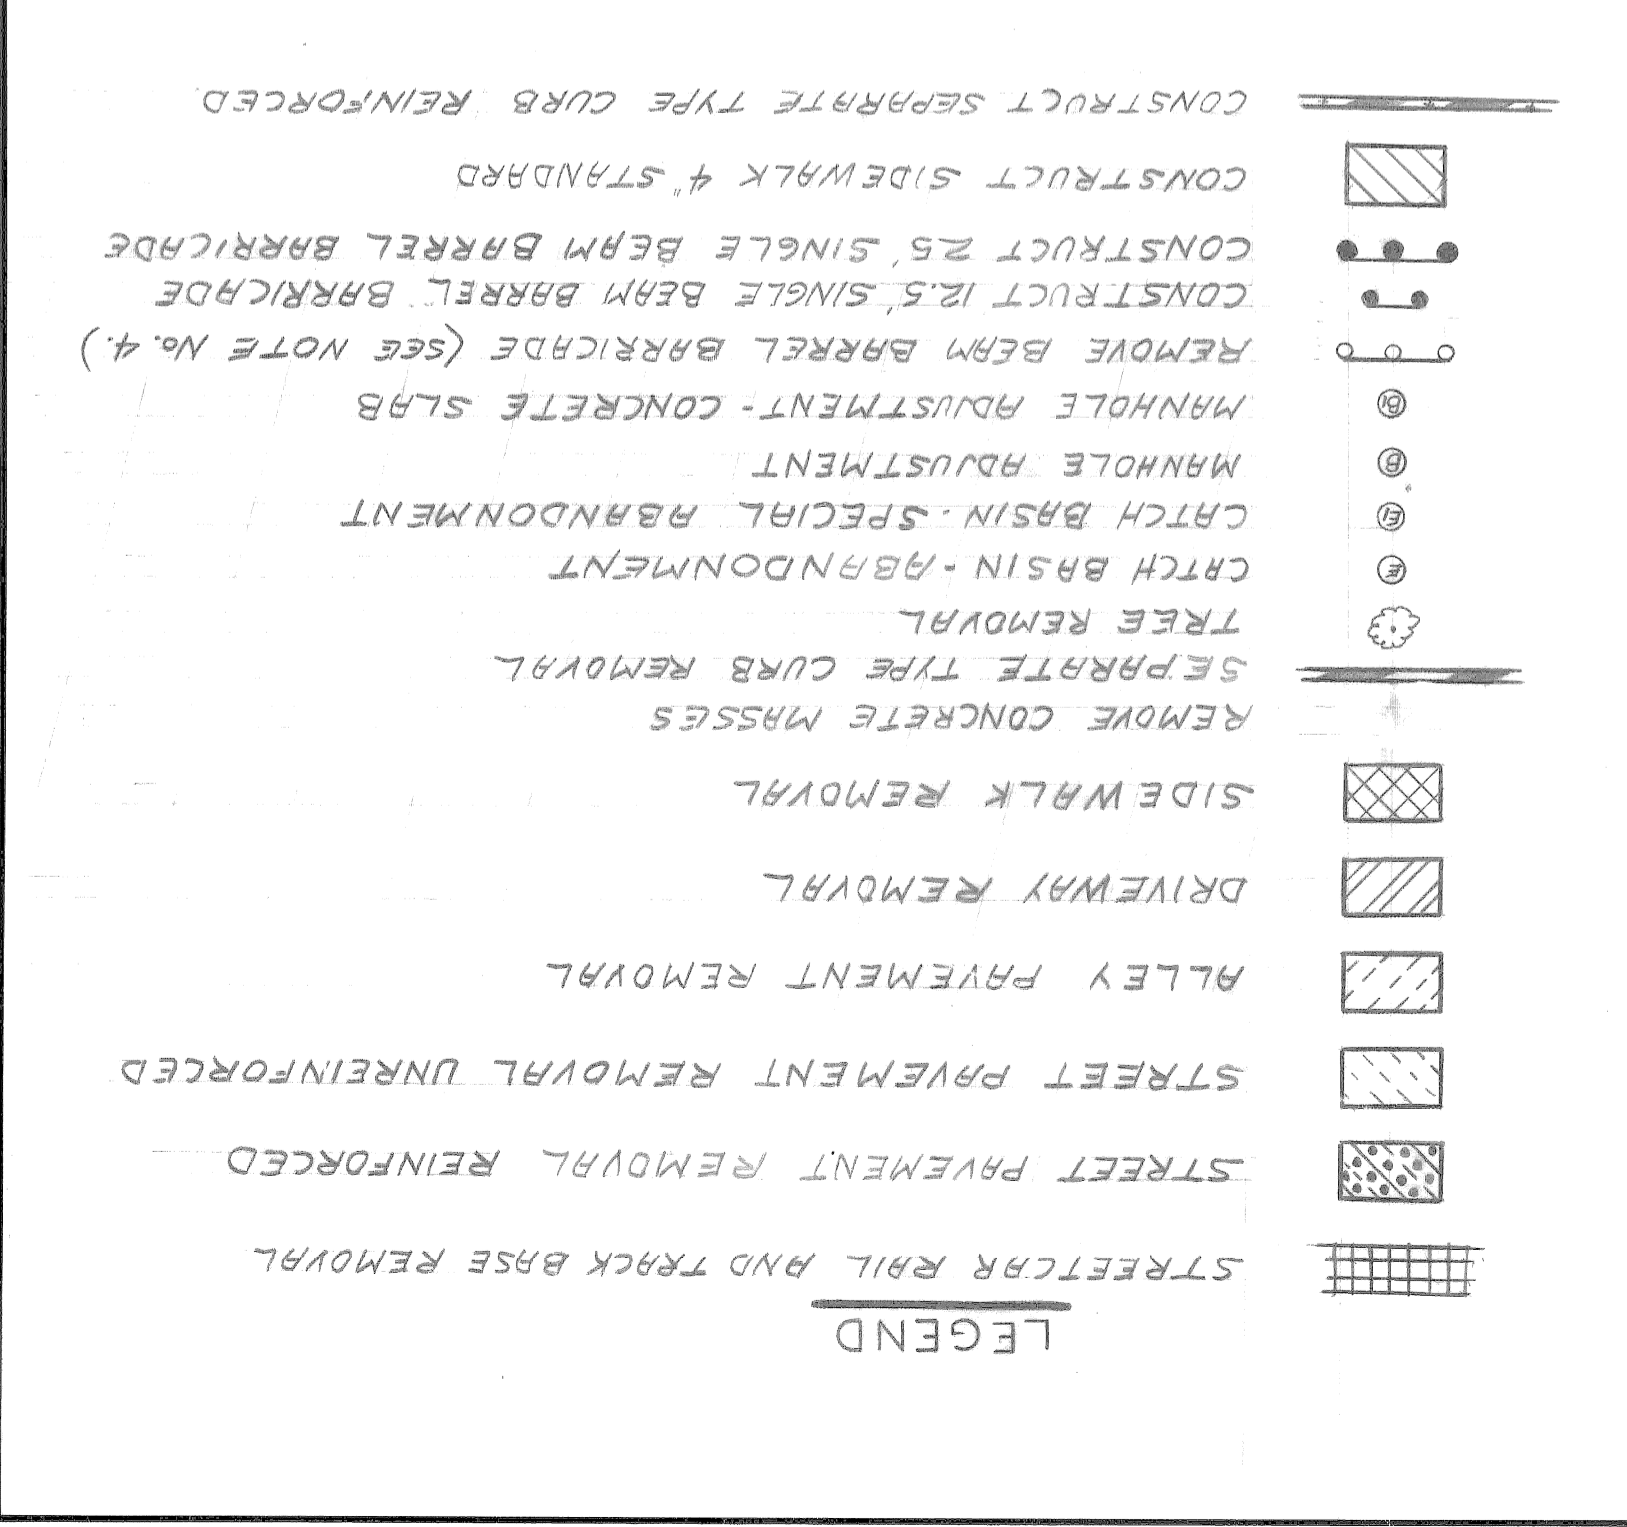 LEGEND
STREETCAR RAIL AND TRACK BASE REMOVAL
STREET PAVEMENT REMOVAL REINFORCED
STREET PAVEMENT REMOVAL UNREINFORCED
ALLEY PAVEMENT REMOVAL
DRIVEWAY REMOVAL
SIDEWALK REMOVAL
REMOVE CONCRETE MASSES
SEPARATE TYPE CURB REMOVAL
TREE REMOVAL
E CATCH BASIN - ABANDONMENT
E1 CATCH BASIN - SPECIAL ABANDONMENT
B MANHOLE ADJUSTMENT
B1 MANHOLE ADJUSTMENT - CONCRETE SLAB
REMOVE BEAM BARREL BARRICADE (SEE NOTE No. 4.)
CONSTRUCT 12.5' SINGLE BEAM BARREL BARRICADE
CONSTRUCT 25' SINGLE BEAM BARREL BARRICADE
CONSTRUCT SIDEWALK 4" STANDARD
CONSTRUCT SEPARATE TYPE CURB REINFORCED